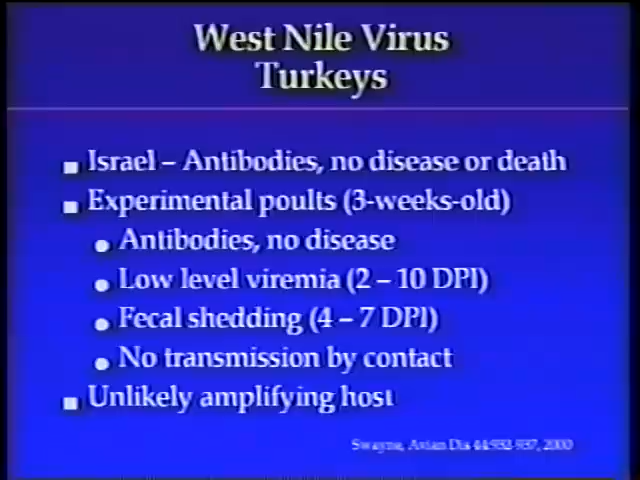 West Nile Virus
Turkeys
Israel – Antibodies, no disease or death
Experimental poults (3-weeks-old)
Antibodies, no disease
Low level viremia (2 – 10 DPI)
Fecal shedding (4 – 7 DPI)
No transmission by contact
Unlikely amplifying host
Swayne, Avian Dis 44:932-937, 2000